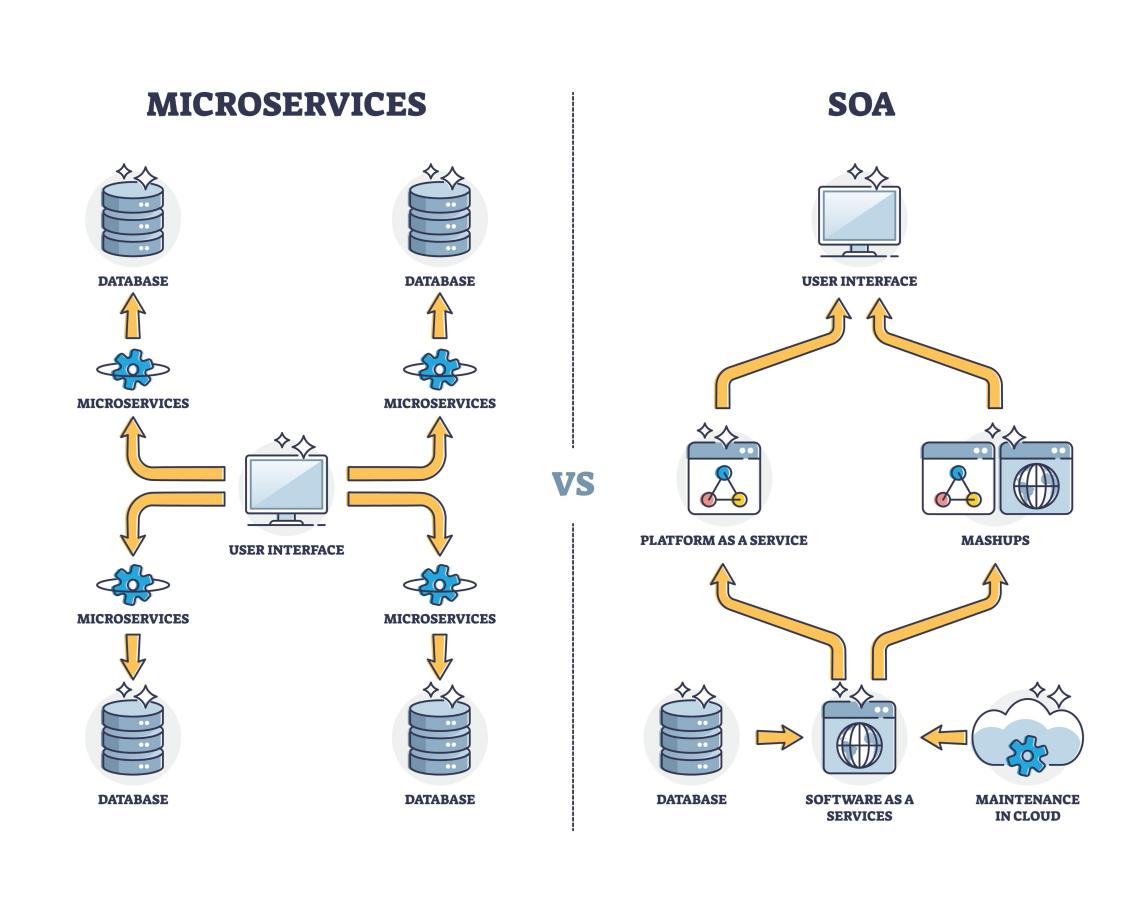 MICROSERVICES
DATABASE
DATABASE
MICROSERVICES
MICROSERVICES
USER INTERFACE
MICROSERVICES
MICROSERVICES
DATABASE
DATABASE
VS
SOA
USER INTERFACE
PLATFORM AS A SERVICE
MASHUPS
DATABASE
SOFTWARE AS A
SERVICES
MAINTENANCE
IN CLOUD